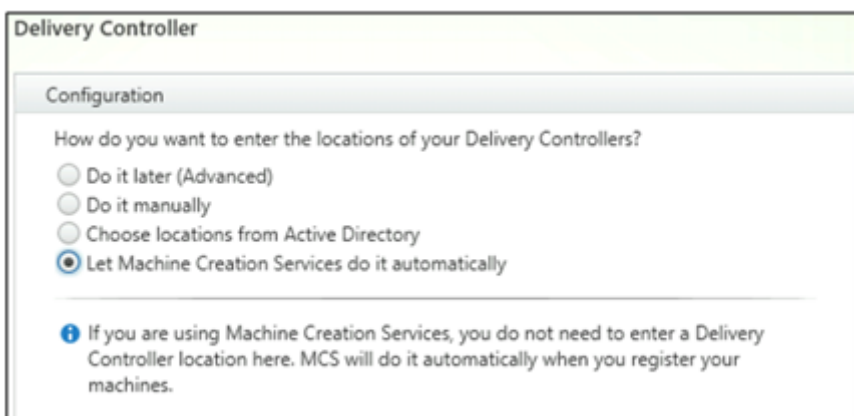 Delivery Controller
Configuration
How do you want to enter the locations of your Delivery Controllers?
Do it later (Advanced)
Do it manually
Choose locations from Active Directory
Let Machine Creation Services do it automatically
If you are using Machine Creation Services, you do not need to enter a Delivery
Controller location here. MCS will do it automatically when you register your
machines.